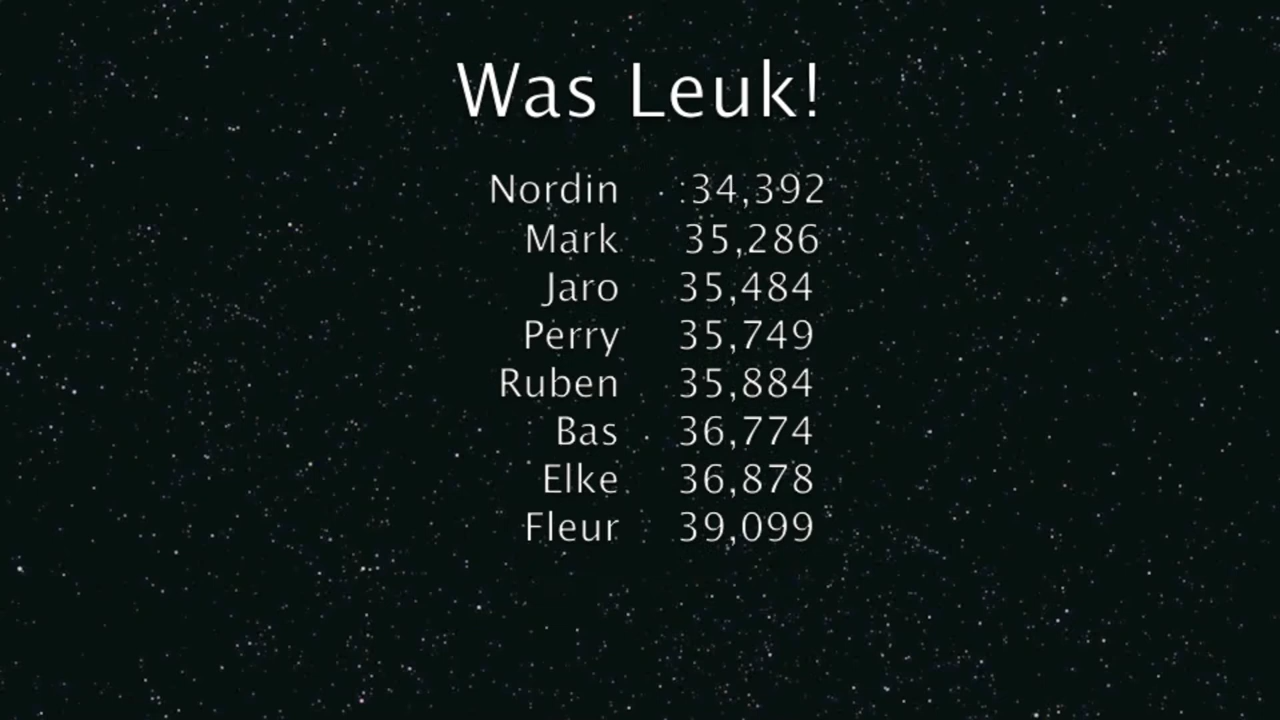 Was Leuk!
Nordin :34,392
Mark 35,286
Jaro 35,484
Perry 35,749
Ruben 35,884
Bas 36,774
Elke 36,878
Fleur 39,099